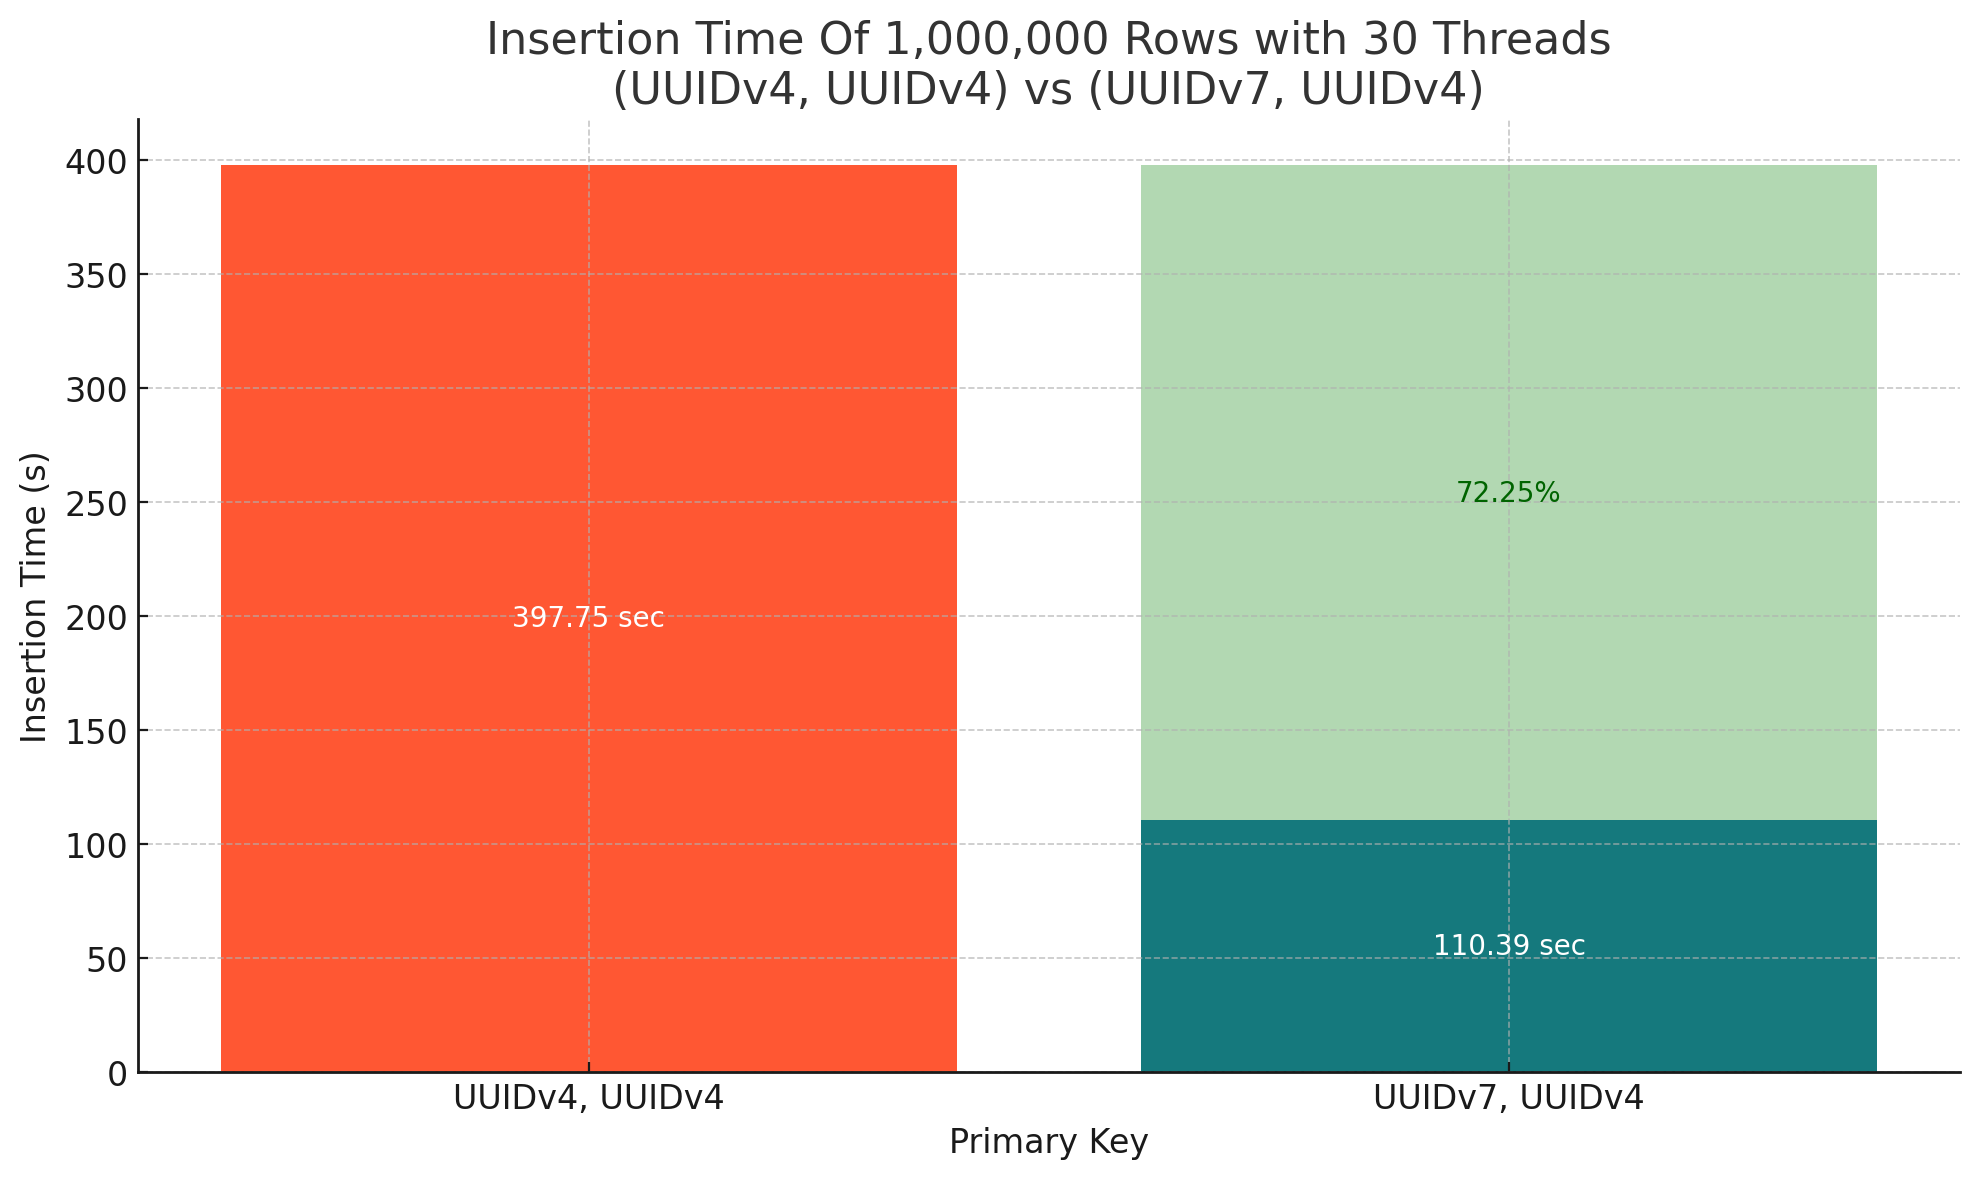 Insertion Time Of 1,000,000 Rows with 30 Threads
(UUIDv4, UUIDv4) vs (UUIDv7, UUIDv4)
Insertion Time (s)
400
350
300
250
200
150
100
50
0
397.75 sec
72.25%
110.39 sec
UUIDv4, UUIDv4
UUIDv7, UUIDv4
Primary Key